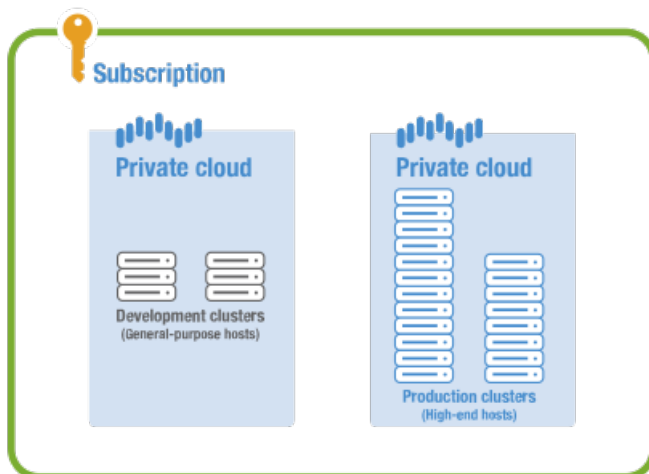 Subscription
Private cloud
Development clusters
(General-purpose hosts)
Private cloud
Production clusters
(High-end hosts)